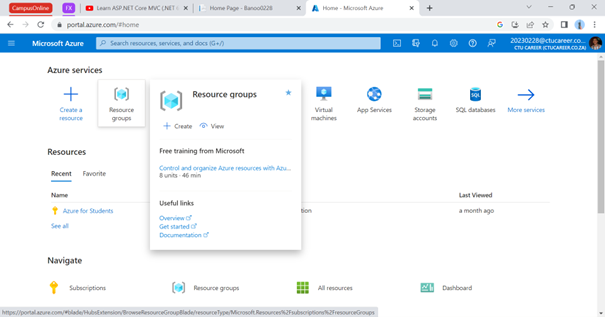 CampusOnline
FX
Learn ASP.NET Core MVC (.NET
Home Page - Banoo0228
Home - Microsoft Azure
portal.azure.com/#home
Microsoft Azure
Search resources, services, and docs (G+/)
20230228@ctucareer.co...
CTU CAREER (CTUCAREER.CO.ZA)
Azure services
Create a
resource
Resource
groups
Resource groups
Create
View
Free training from Microsoft
Control and organize Azure resources with Azu...
8 units · 46 min
Useful links
Overview
Get started
Documentation
Virtual
machines
App Services
Storage
accounts
SQL
SQL databases
More services
Resources
Recent
Favorite
Name
Last Viewed
Azure for Students
tion
a month ago
See all
Navigate
Subscriptions
Resource groups
All resources
Dashboard
https://portal.azure.com/#blade/HubsExtension/BrowseResourceGroupBlade/resourceType/Microsoft.Resources%2Fsubscriptions%2FresourceGroups